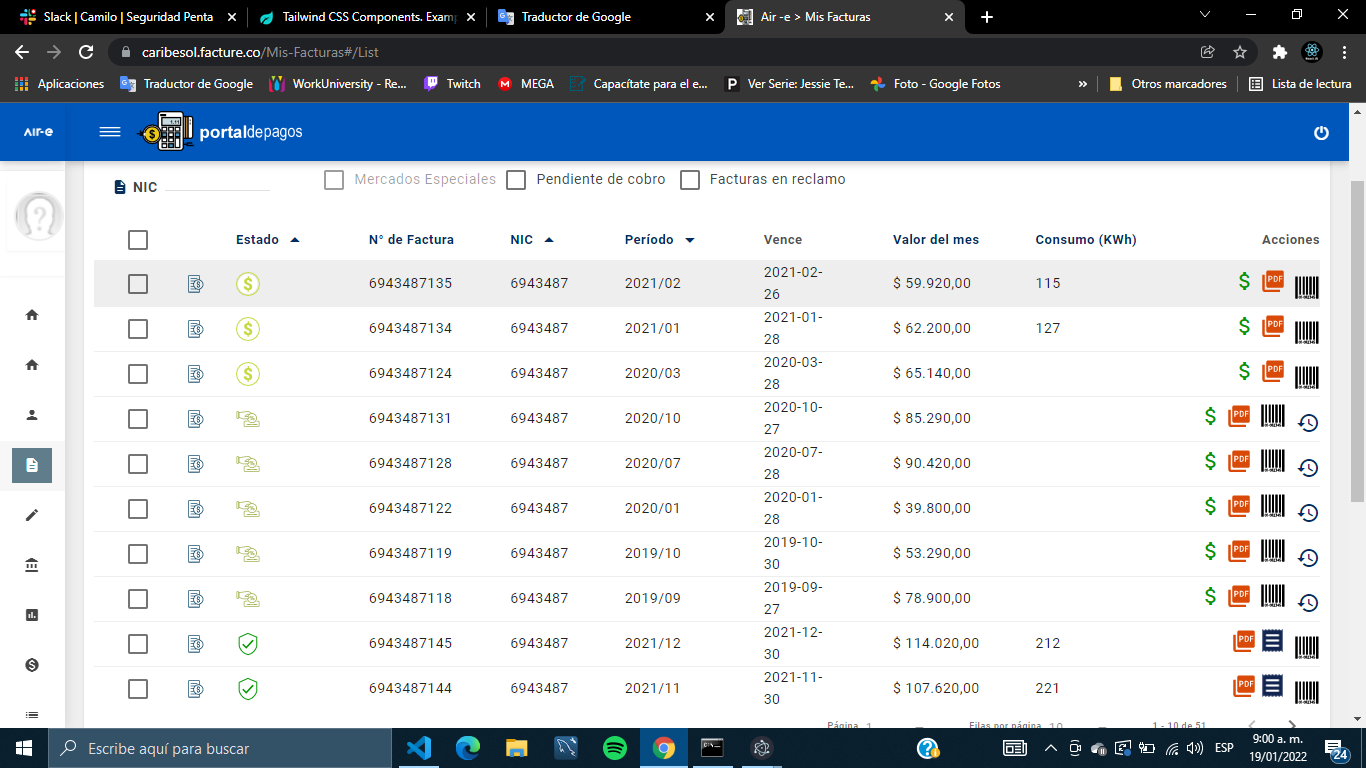 Slack | Camilo | Seguridad Penta
Tailwind CSS Components. Examp
Traductor de Google
Air -e > Mis Facturas
caribesol.facture.co/Mis-Facturas#/List
Aplicaciones
Traductor de Google
WorkUniversity - Re...
Twitch
MEGA
Capacítate para el e...
Ver Serie: Jessie Te...
Foto - Google Fotos
»
Otros marcadores
Lista de lectura
AIR-E
portaldepagos
NIC
Mercados Especiales
Pendiente de cobro
Facturas en reclamo
Estado N° de Factura NIC Período Vence Valor del mes Consumo (KWh) Acciones
6943487135 6943487 2021/02 2021-02-26 $ 59.920,00 115 $ PDF
6943487134 6943487 2021/01 2021-01-28 $ 62.200,00 127 $ PDF
6943487124 6943487 2020/03 2020-03-28 $ 65.140,00 $ PDF
6943487131 6943487 2020/10 2020-10-27 $ 85.290,00 $ PDF
6943487128 6943487 2020/07 2020-07-28 $ 90.420,00 $ PDF
6943487122 6943487 2020/01 2020-01-28 $ 39.800,00 $ PDF
6943487119 6943487 2019/10 2019-10-30 $ 53.290,00 $ PDF
6943487118 6943487 2019/09 2019-09-27 $ 78.900,00 $ PDF
6943487145 6943487 2021/12 2021-12-30 $ 114.020,00 212 PDF
6943487144 6943487 2021/11 2021-11-30 $ 107.620,00 221 PDF
Página 1 Filas por página 10 1 - 10 de 51
Escribe aquí para buscar
ESP
9:00 a. m.
19/01/2022
24